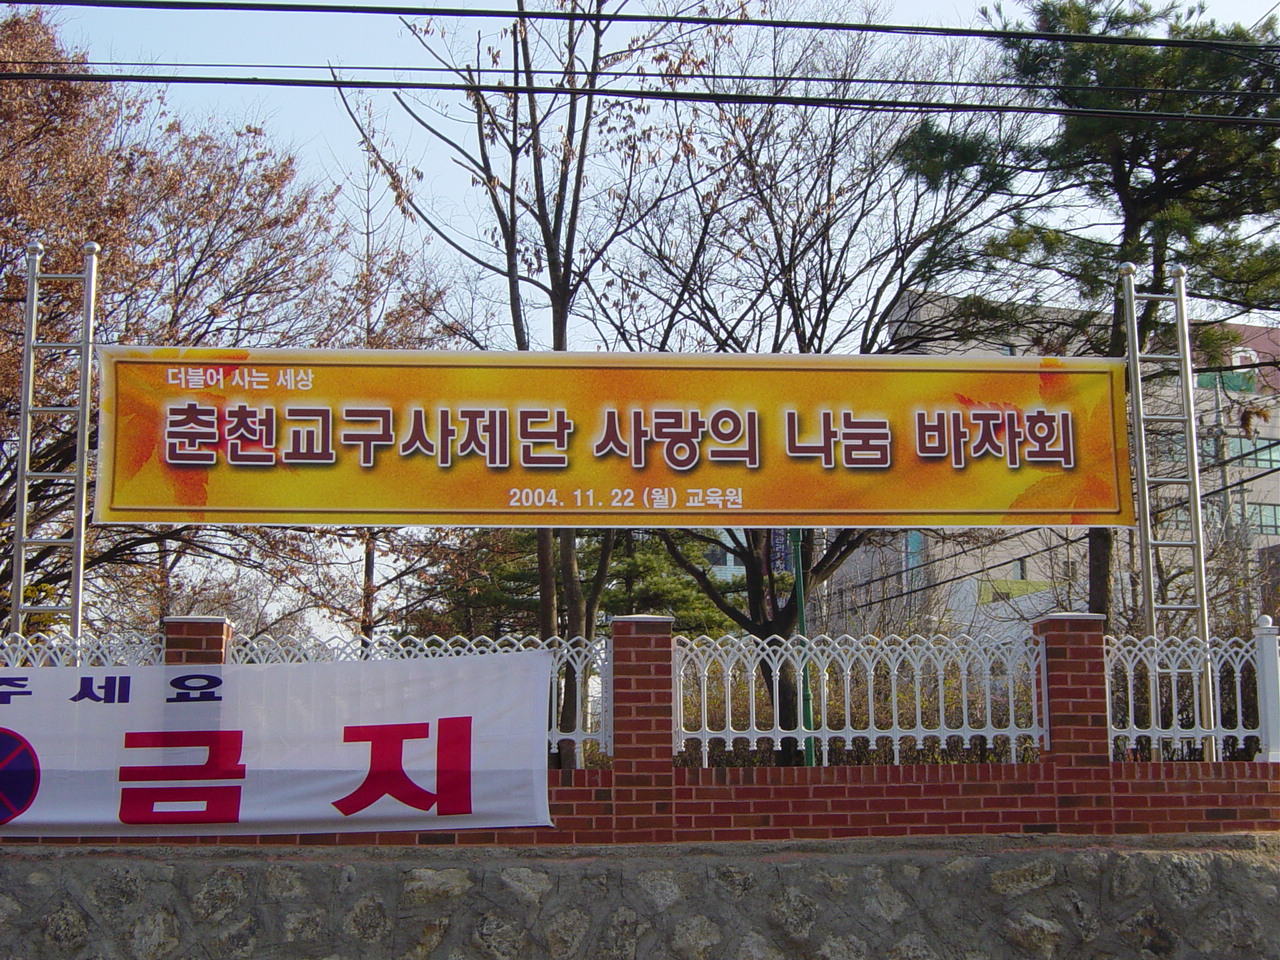 더불어 사는 세상
춘천교구사제단 사랑의 나눔 바자회
2004. 11. 22 (월) 교육원
주세요
금지